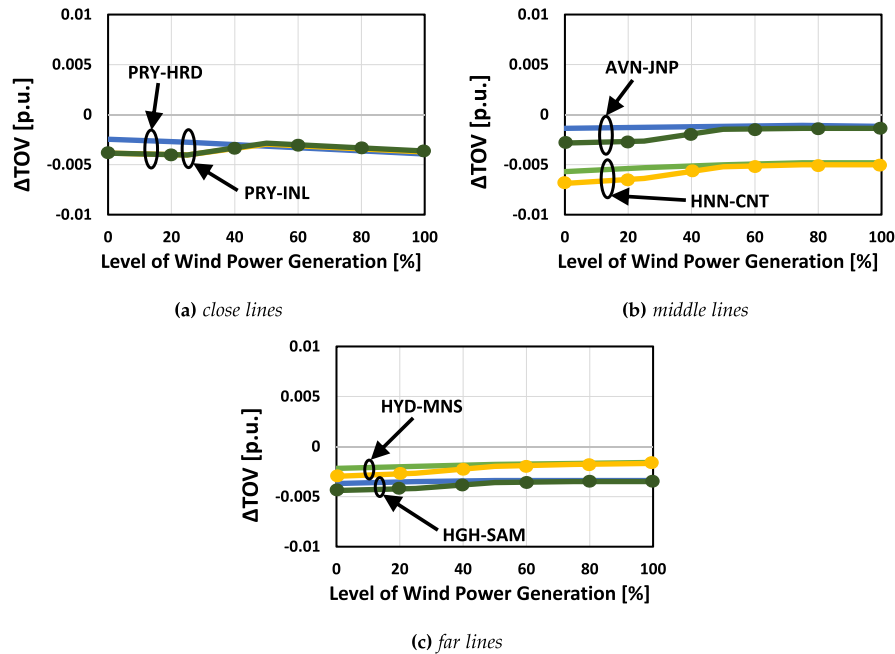 0.01
0.005
0
-0.005
-0.01
ΔTOV [p.u.]
PRY-HRD
PRY-INL
0 20 40 60 80 100
Level of Wind Power Generation [%]
(a) close lines
0.01
0.005
0
-0.005
-0.01
ΔTOV [p.u.]
AVN-JNP
HNN-CNT
0 20 40 60 80 100
Level of Wind Power Generation [%]
(b) middle lines
0.01
0.005
0
-0.005
-0.01
ΔTOV [p.u.]
HYD-MNS
HGH-SAM
0 20 40 60 80 100
Level of Wind Power Generation [%]
(c) far lines